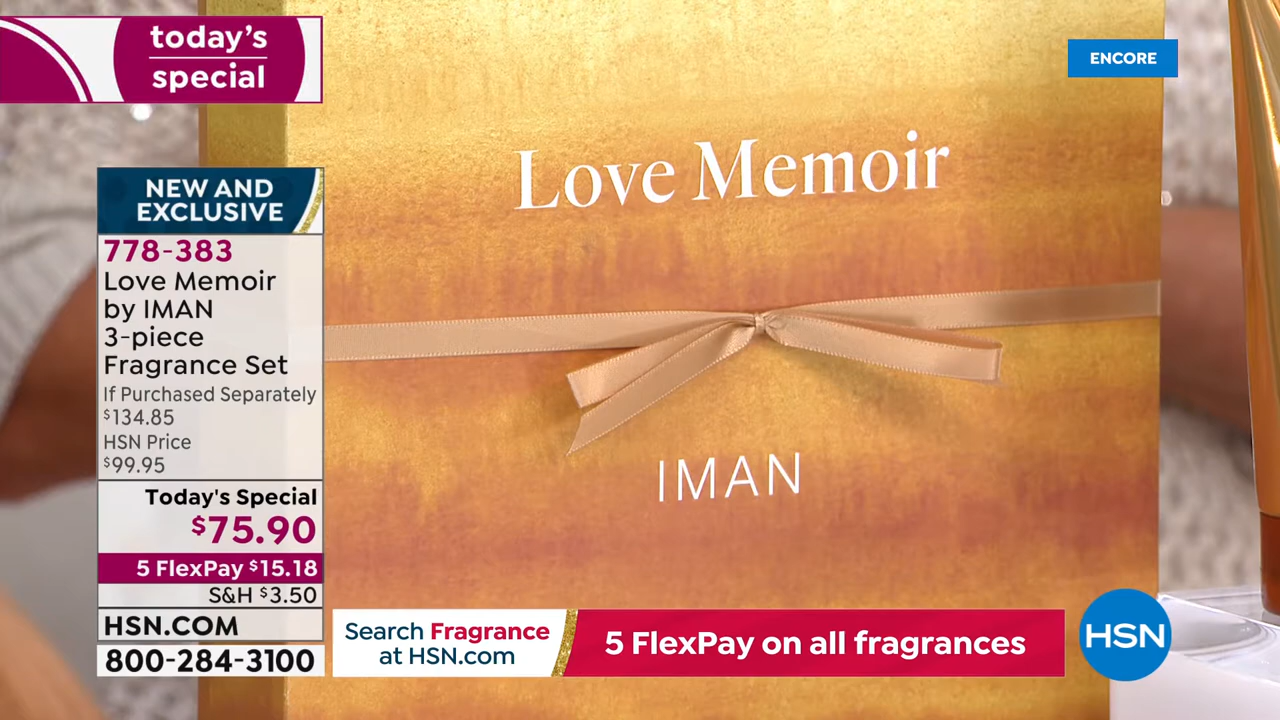 today's
special
ENCORE
Love Memoir
IMAN
NEW AND
EXCLUSIVE
778-383
Love Memoir
by IMAN
3-piece
Fragrance Set
If Purchased Separately
$134.85
HSN Price
$99.95
Today's Special
$75.90
5 FlexPay $15.18
S&H $3.50
HSN.COM
800-284-3100
Search Fragrance
at HSN.com
5 FlexPay on all fragrances
HSN